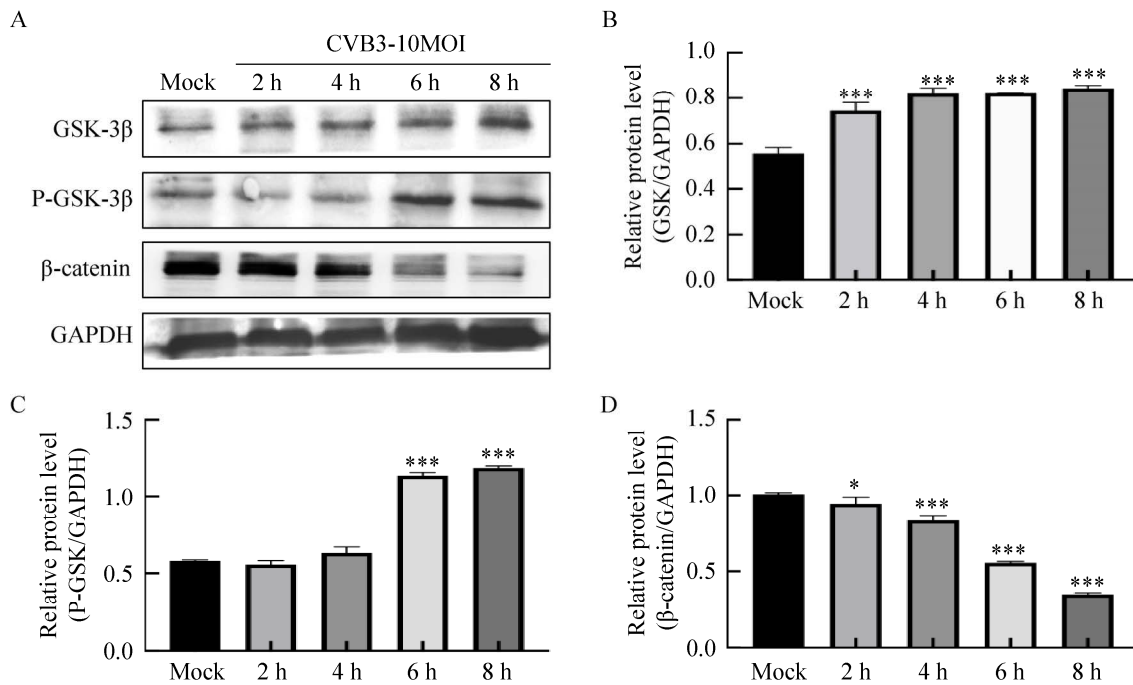 A
CVB3-10MOI
Mock 2 h 4 h 6 h 8 h
GSK-3β
P-GSK-3β
β-catenin
GAPDH
B
Relative protein level
(GSK/GAPDH)
1.0
0.8
0.6
0.4
0.2
0.0
*** *** *** ***
Mock 2 h 4 h 6 h 8 h
C
Relative protein level
(P-GSK/GAPDH)
1.5
1.0
0.5
0.0
*** ***
Mock 2 h 4 h 6 h 8 h
D
Relative protein level
(β-catenin/GAPDH)
1.5
1.0
0.5
0.0
* *** *** ***
Mock 2 h 4 h 6 h 8 h